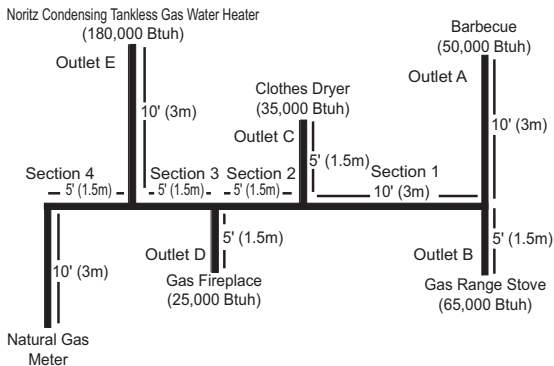 Noritz Condensing Tankless Gas Water Heater
(180,000 Btuh)
Outlet E
10' (3m)
Barbecue
(50,000 Btuh)
Outlet A
10' (3m)
Clothes Dryer
(35,000 Btuh)
Outlet C
5' (1.5m)
Section 4
5' (1.5m)
Section 3
5' (1.5m)
Section 2
5' (1.5m)
Section 1
10' (3m)
10' (3m)
Natural Gas
Meter
Outlet D
5' (1.5m)
Gas Fireplace
(25,000 Btuh)
Outlet B
5' (1.5m)
Gas Range Stove
(65,000 Btuh)